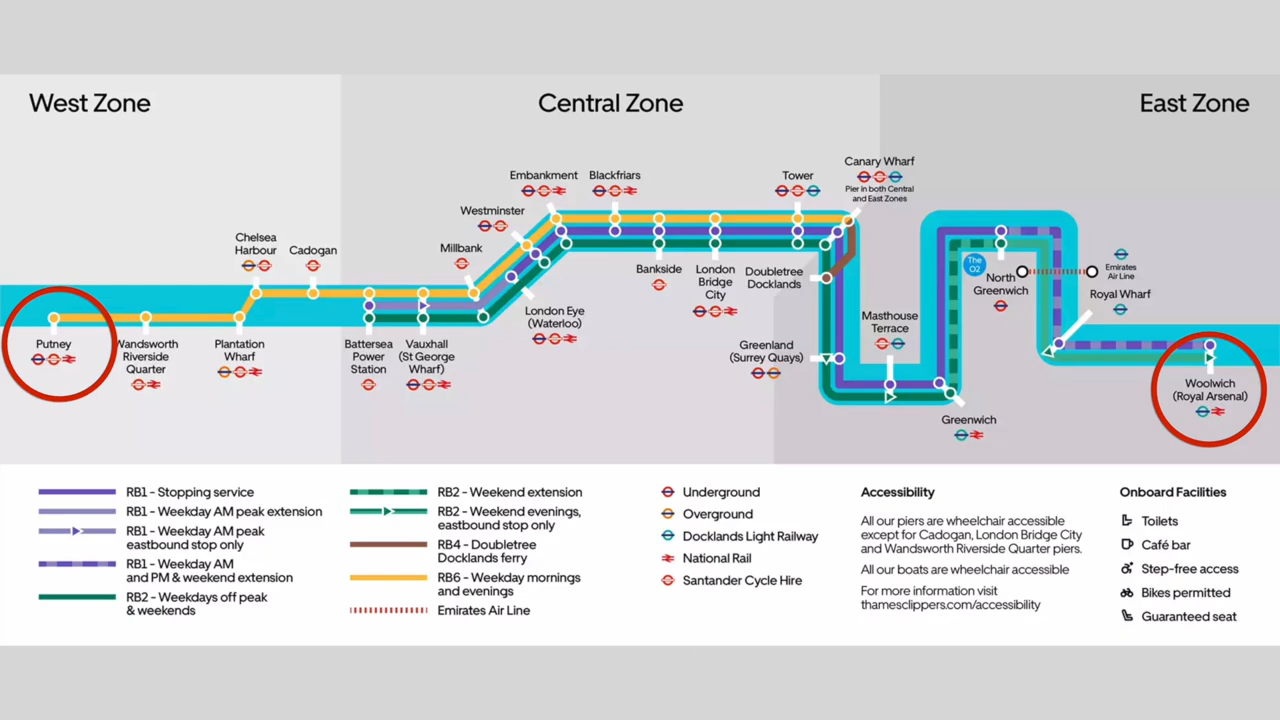 West Zone
Central Zone
East Zone
Canary Wharf
Pier in both Central
and East Zones
Embankment
Blackfriars
Tower
Westminster
Chelsea
Harbour
Cadogan
Millbank
Bankside
London
Bridge
City
Doubletree
Docklands
The
O2
North
Greenwich
Emirates
Air Line
Royal Wharf
London Eye
(Waterloo)
Masthouse
Terrace
Putney
Wandsworth
Riverside
Quarter
Plantation
Wharf
Battersea
Power
Station
Vauxhall
(St George
Wharf)
Greenland
(Surrey Quays)
Greenwich
Woolwich
(Royal Arsenal)
RB1 - Stopping service
RB1 - Weekday AM peak extension
RB1 - Weekday AM peak
eastbound stop only
RB1 - Weekday AM
and PM & weekend extension
RB2 - Weekdays off peak
& weekends
RB2 - Weekend extension
RB2 - Weekend evenings,
eastbound stop only
RB4 - Doubletree
Docklands ferry
RB6 - Weekday mornings
and evenings
Emirates Air Line
Underground
Overground
Docklands Light Railway
National Rail
Santander Cycle Hire
Accessibility
All our piers are wheelchair accessible
except for Cadogan, London Bridge City
and Wandsworth Riverside Quarter piers.
All our boats are wheelchair accessible
For more information visit
thamesclippers.com/accessibility
Onboard Facilities
Toilets
Café bar
Step-free access
Bikes permitted
Guaranteed seat